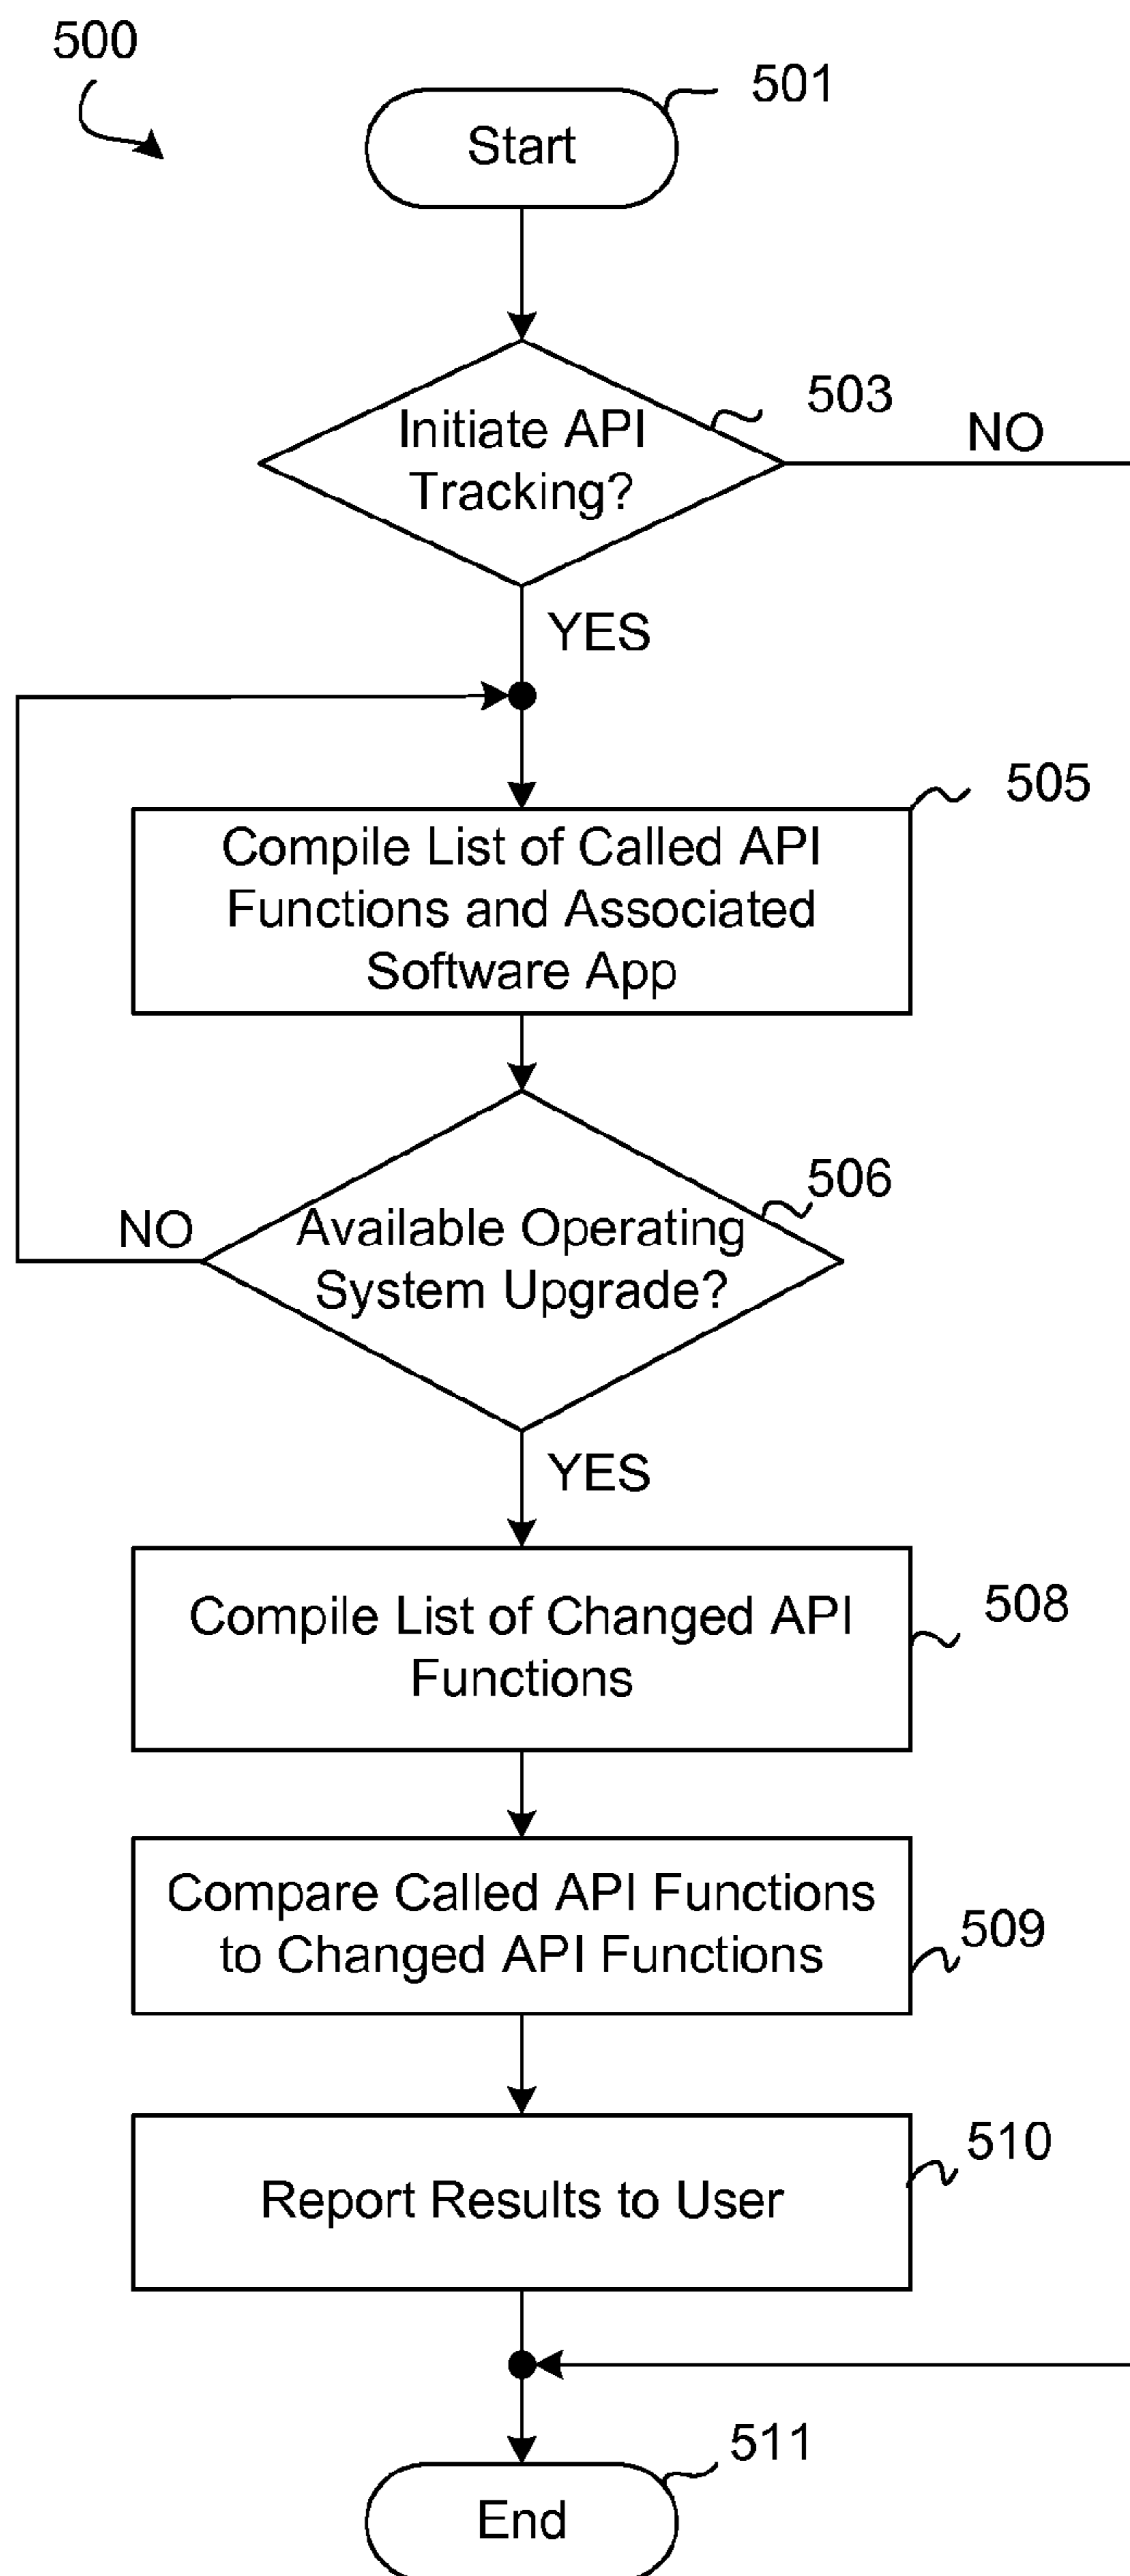 500
501
Start
503
Initiate API
Tracking?
NO
YES
505
Compile List of Called API
Functions and Associated
Software App
506
Available Operating
System Upgrade?
NO
YES
508
Compile List of Changed API
Functions
509
Compare Called API Functions
to Changed API Functions
510
Report Results to User
511
End